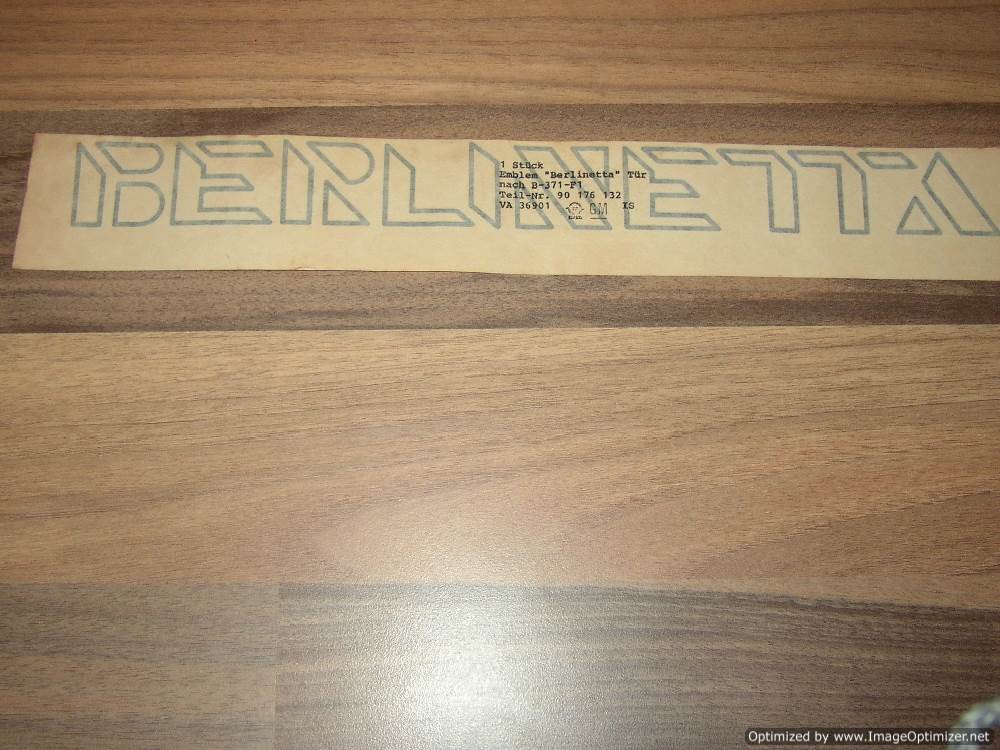 BERLINETTA
1 Stück
Emblem "Berlinetta" Tür
nach B-371-F1
Teil-Nr. 90 176 132
VA 36901 GM IS
Optimized by www.ImageOptimizer.net